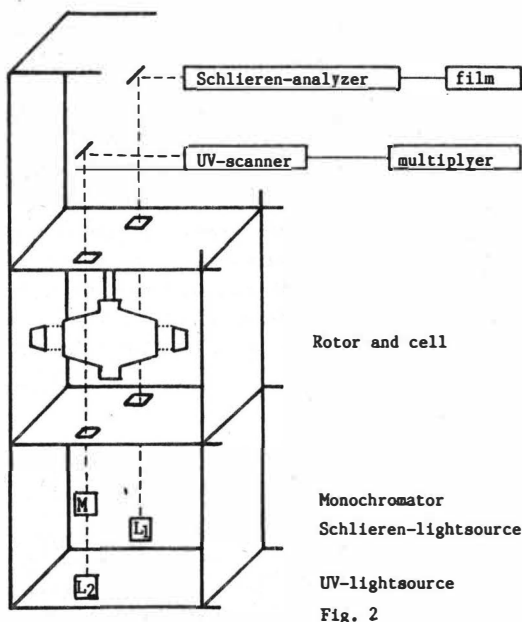 Schlieren-analyzer film
UV-scanner multiplyer
Rotor and cell
M Monochromator
L1 Schlieren-lightsource
L2 UV-lightsource
Fig. 2